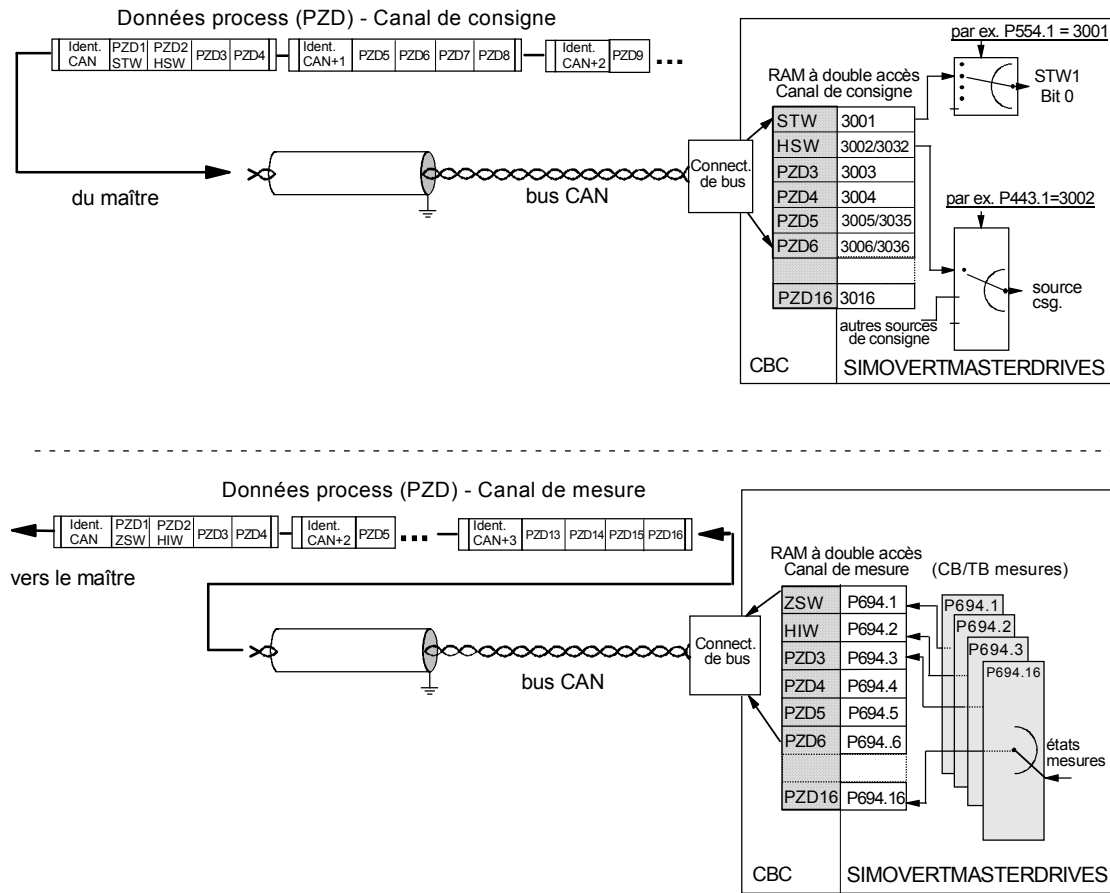 Données process (PZD) - Canal de consigne
Ident. CAN PZD1 STW PZD2 HSW PZD3 PZD4 Ident. CAN+1 PZD5 PZD6 PZD7 PZD8 Ident. CAN+2 PZD9 ...
du maître
bus CAN
Connect. de bus
RAM à double accès
Canal de consigne
STW 3001
HSW 3002/3032
PZD3 3003
PZD4 3004
PZD5 3005/3035
PZD6 3006/3036
PZD16 3016
par ex. P554.1 = 3001
STW1
Bit 0
par ex. P443.1=3002
source
csg.
autres sources
de consigne
CBC
SIMOVERTMASTERDRIVES
Données process (PZD) - Canal de mesure
Ident. CAN PZD1 ZSW PZD2 HIW PZD3 PZD4 Ident. CAN+2 PZD5 ... Ident. CAN+3 PZD13 PZD14 PZD15 PZD16
vers le maître
bus CAN
Connect. de bus
RAM à double accès
Canal de mesure
(CB/TB mesures)
ZSW P694.1
HIW P694.2
PZD3 P694.3
PZD4 P694.4
PZD5 P694.5
PZD6 P694..6
PZD16 P694.16
P694.1
P694.2
P694.3
P694.16
états
mesures
CBC
SIMOVERTMASTERDRIVES